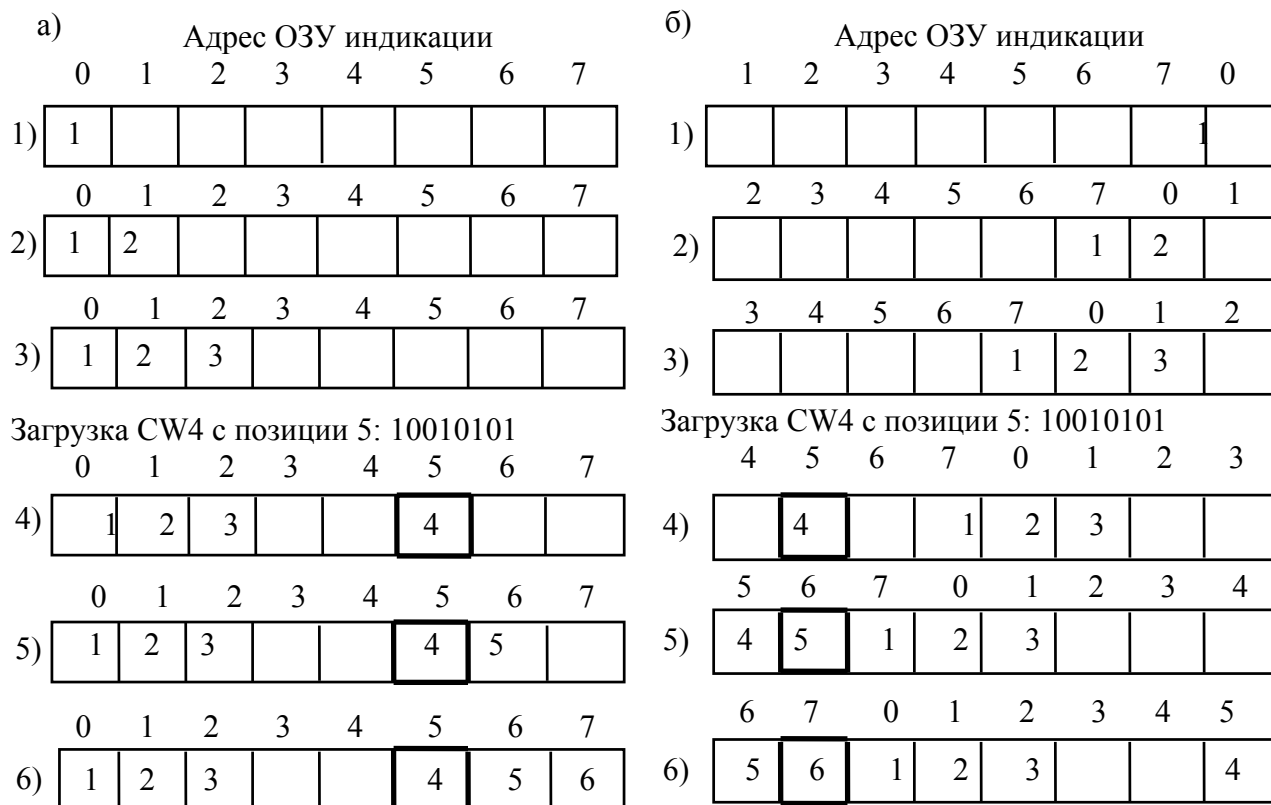 а)
Адрес ОЗУ индикации
0 1 2 3 4 5 6 7
1) 1
0 1 2 3 4 5 6 7
2) 1 2
0 1 2 3 4 5 6 7
3) 1 2 3
Загрузка CW4 с позиции 5: 10010101
0 1 2 3 4 5 6 7
4) 1 2 3 4
0 1 2 3 4 5 6 7
5) 1 2 3 4 5
0 1 2 3 4 5 6 7
6) 1 2 3 4 5 6
б)
Адрес ОЗУ индикации
1 2 3 4 5 6 7 0
1) 1
2 3 4 5 6 7 0 1
2) 1 2
3 4 5 6 7 0 1 2
3) 1 2 3
Загрузка CW4 с позиции 5: 10010101
4 5 6 7 0 1 2 3
4) 4 1 2 3
5 6 7 0 1 2 3 4
5) 4 5 1 2 3
6 7 0 1 2 3 4 5
6) 5 6 1 2 3 4